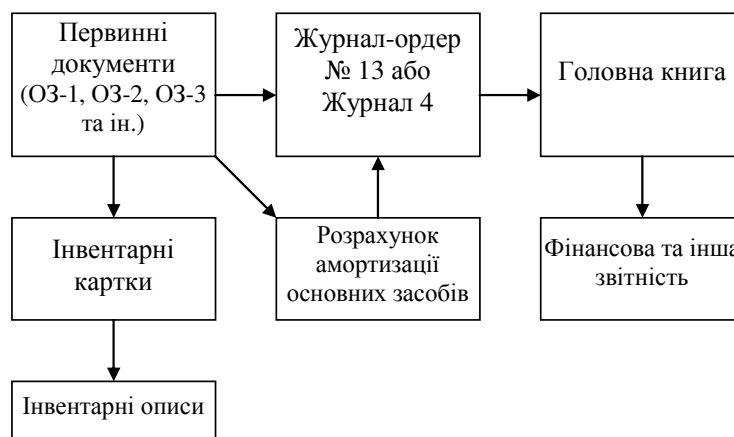 Первинні
документи
(ОЗ-1, ОЗ-2, ОЗ-3
та ін.)
Журнал-ордер
№ 13 або
Журнал 4
Головна книга
Інвентарні
картки
Розрахунок
амортизації
основних засобів
Фінансова та інша
звітність
Інвентарні описи